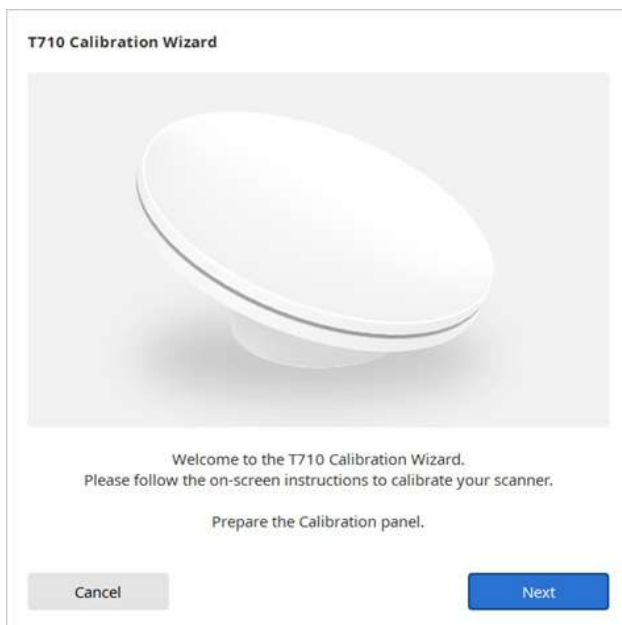 T710 Calibration Wizard
Welcome to the T710 Calibration Wizard.
Please follow the on-screen instructions to calibrate your scanner.
Prepare the Calibration panel.
Cancel
Next